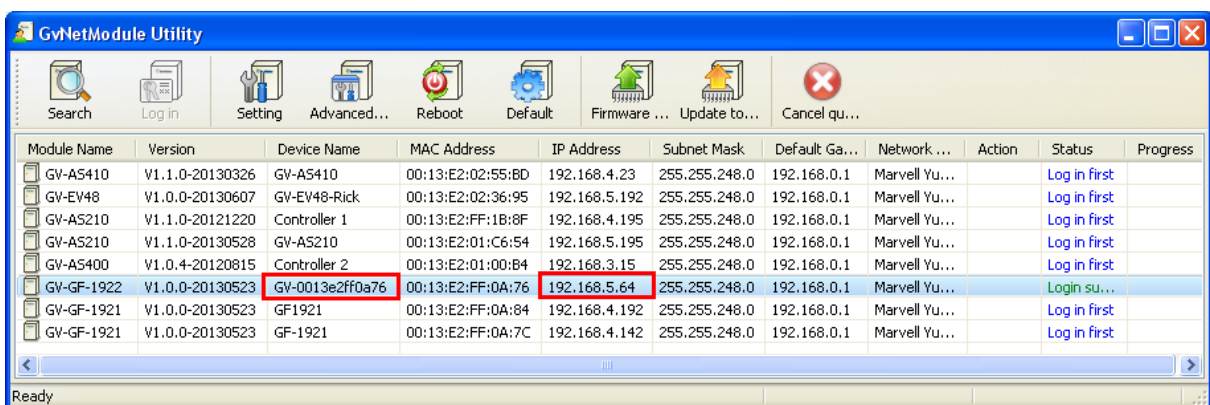 GvNetModule Utility
Search Log in Setting Advanced... Reboot Default Firmware ... Update to... Cancel qu...
Module Name Version Device Name MAC Address IP Address Subnet Mask Default Ga... Network ... Action Status Progress
GV-AS410 V1.1.0-20130326 GV-AS410 00:13:E2:02:55:BD 192.168.4.23 255.255.248.0 192.168.0.1 Marvell Yu... Log in first
GV-EV48 V1.0.0-20130607 GV-EV48-Rick 00:13:E2:02:36:95 192.168.5.192 255.255.248.0 192.168.0.1 Marvell Yu... Log in first
GV-AS210 V1.1.0-20121220 Controller 1 00:13:E2:FF:1B:8F 192.168.4.195 255.255.248.0 192.168.0.1 Marvell Yu... Log in first
GV-AS210 V1.1.0-20130528 GV-AS210 00:13:E2:01:C6:54 192.168.5.195 255.255.248.0 192.168.0.1 Marvell Yu... Log in first
GV-AS400 V1.0.4-20120815 Controller 2 00:13:E2:01:00:B4 192.168.3.15 255.255.248.0 192.168.0.1 Marvell Yu... Log in first
GV-GF-1922 V1.0.0-20130523 GV-0013e2ff0a76 00:13:E2:FF:0A:76 192.168.5.64 255.255.248.0 192.168.0.1 Marvell Yu... Login su...
GV-GF-1921 V1.0.0-20130523 GF1921 00:13:E2:FF:0A:84 192.168.4.192 255.255.248.0 192.168.0.1 Marvell Yu... Log in first
GV-GF-1921 V1.0.0-20130523 GF-1921 00:13:E2:FF:0A:7C 192.168.4.142 255.255.248.0 192.168.0.1 Marvell Yu... Log in first
Ready